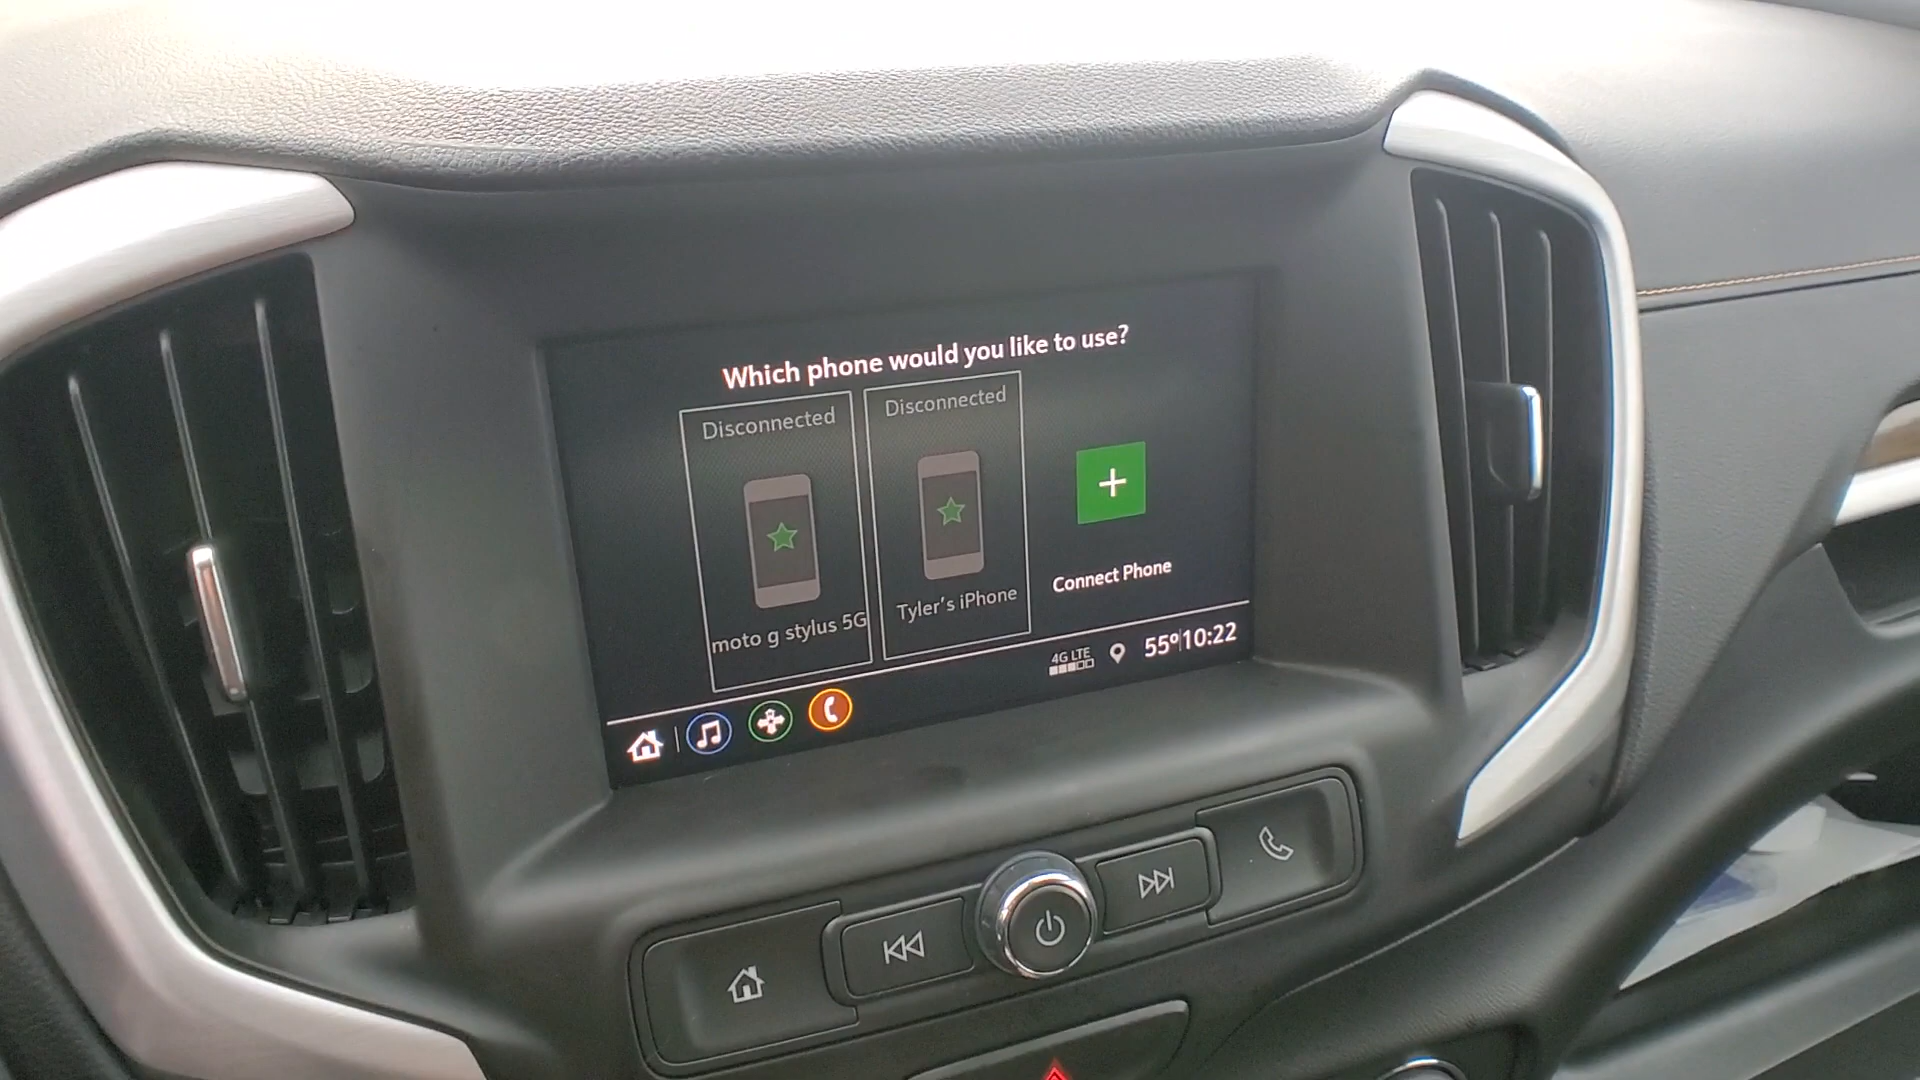 Which phone would you like to use?
Disconnected
Disconnected
moto g stylus 5G
Tyler's iPhone
Connect Phone
4G LTE
55°
10:22